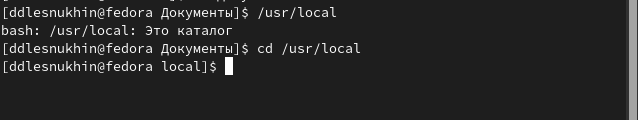 [ddlesnukhin@fedora Документы]$ /usr/local
bash: /usr/local: Это каталог
[ddlesnukhin@fedora Документы]$ cd /usr/local
[ddlesnukhin@fedora local]$